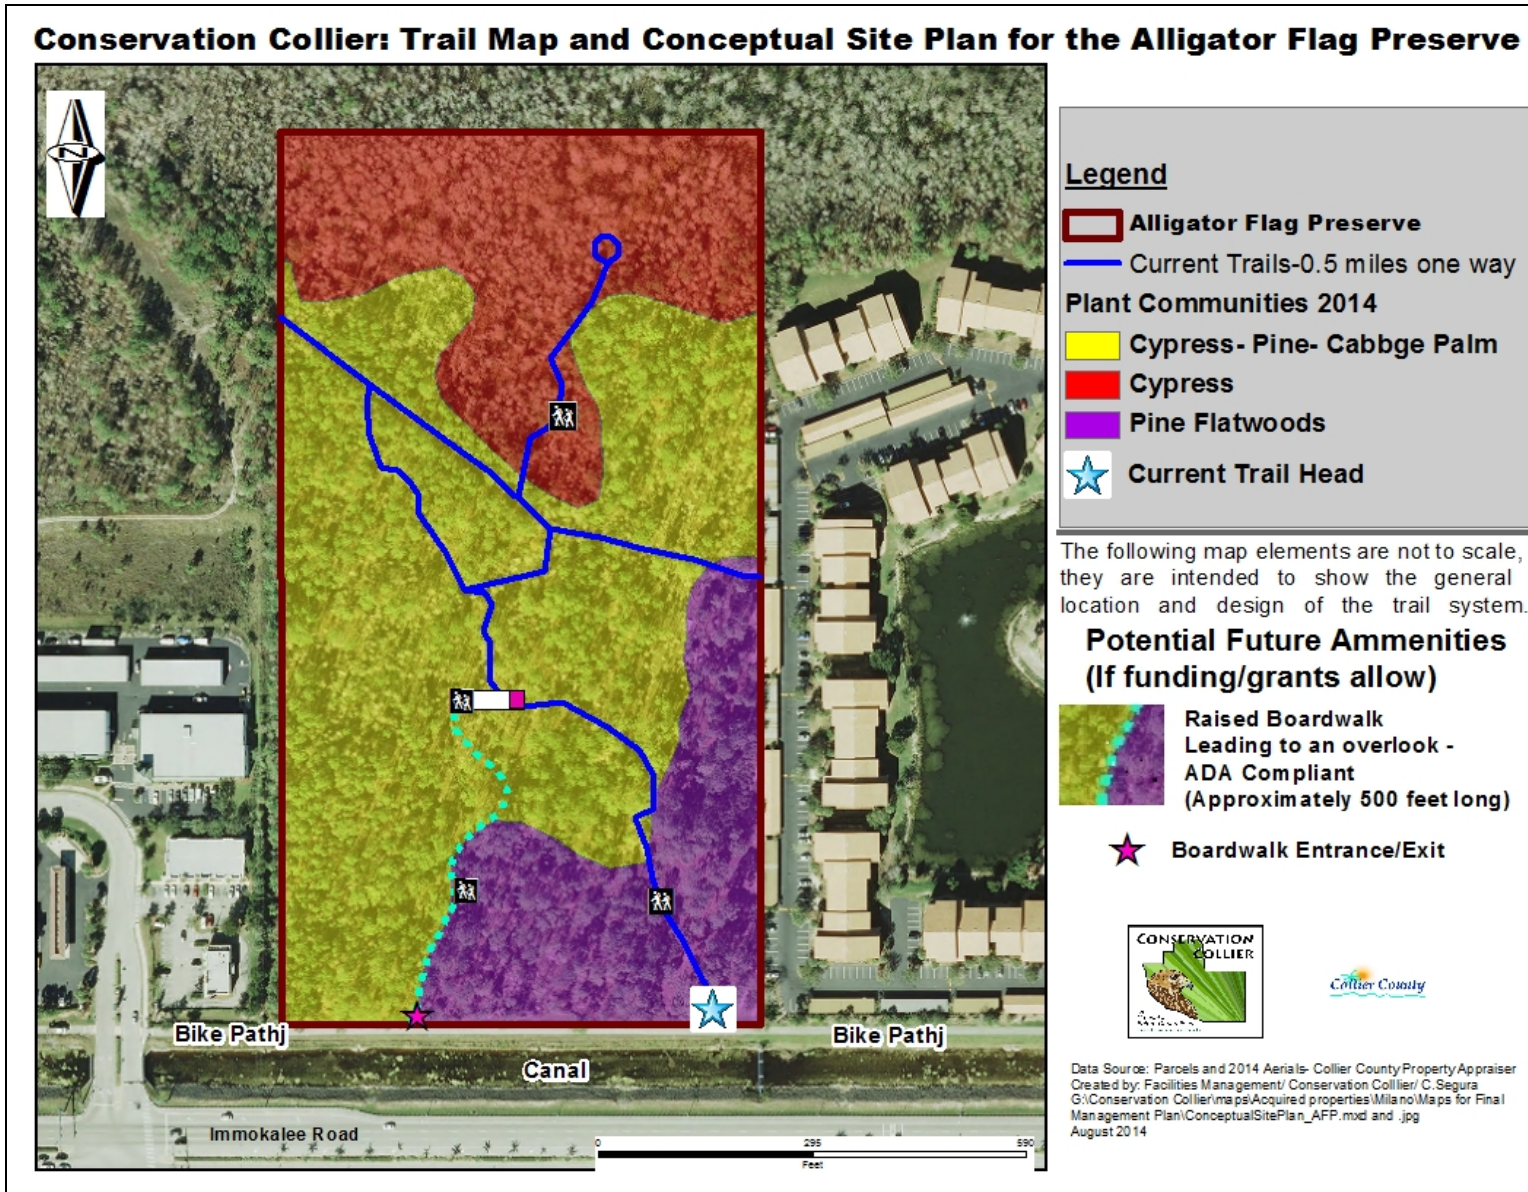 Conservation Collier: Trail Map and Conceptual Site Plan for the Alligator Flag Preserve
N
Legend
Alligator Flag Preserve
Current Trails-0.5 miles one way
Plant Communities 2014
Cypress- Pine- Cabbge Palm
Cypress
Pine Flatwoods
Current Trail Head
The following map elements are not to scale,
they are intended to show the general
location and design of the trail system.
Potential Future Ammenities
(If funding/grants allow)
Raised Boardwalk
Leading to an overlook -
ADA Compliant
(Approximately 500 feet long)
Boardwalk Entrance/Exit
CONSERVATION
COLLIER
Collier County
Bike Pathj
Bike Pathj
Canal
Immokalee Road
0 295 590
Feet
Data Source: Parcels and 2014 Aerials- Collier County Property Appraiser
Created by: Facilities Management/ Conservation Colllier/ C.Segura
G:\Conservation Collier\maps\Acquired properties\Milano\Maps for Final
Management Plan\ConceptualSitePlan_AFP.mxd and .jpg
August 2014